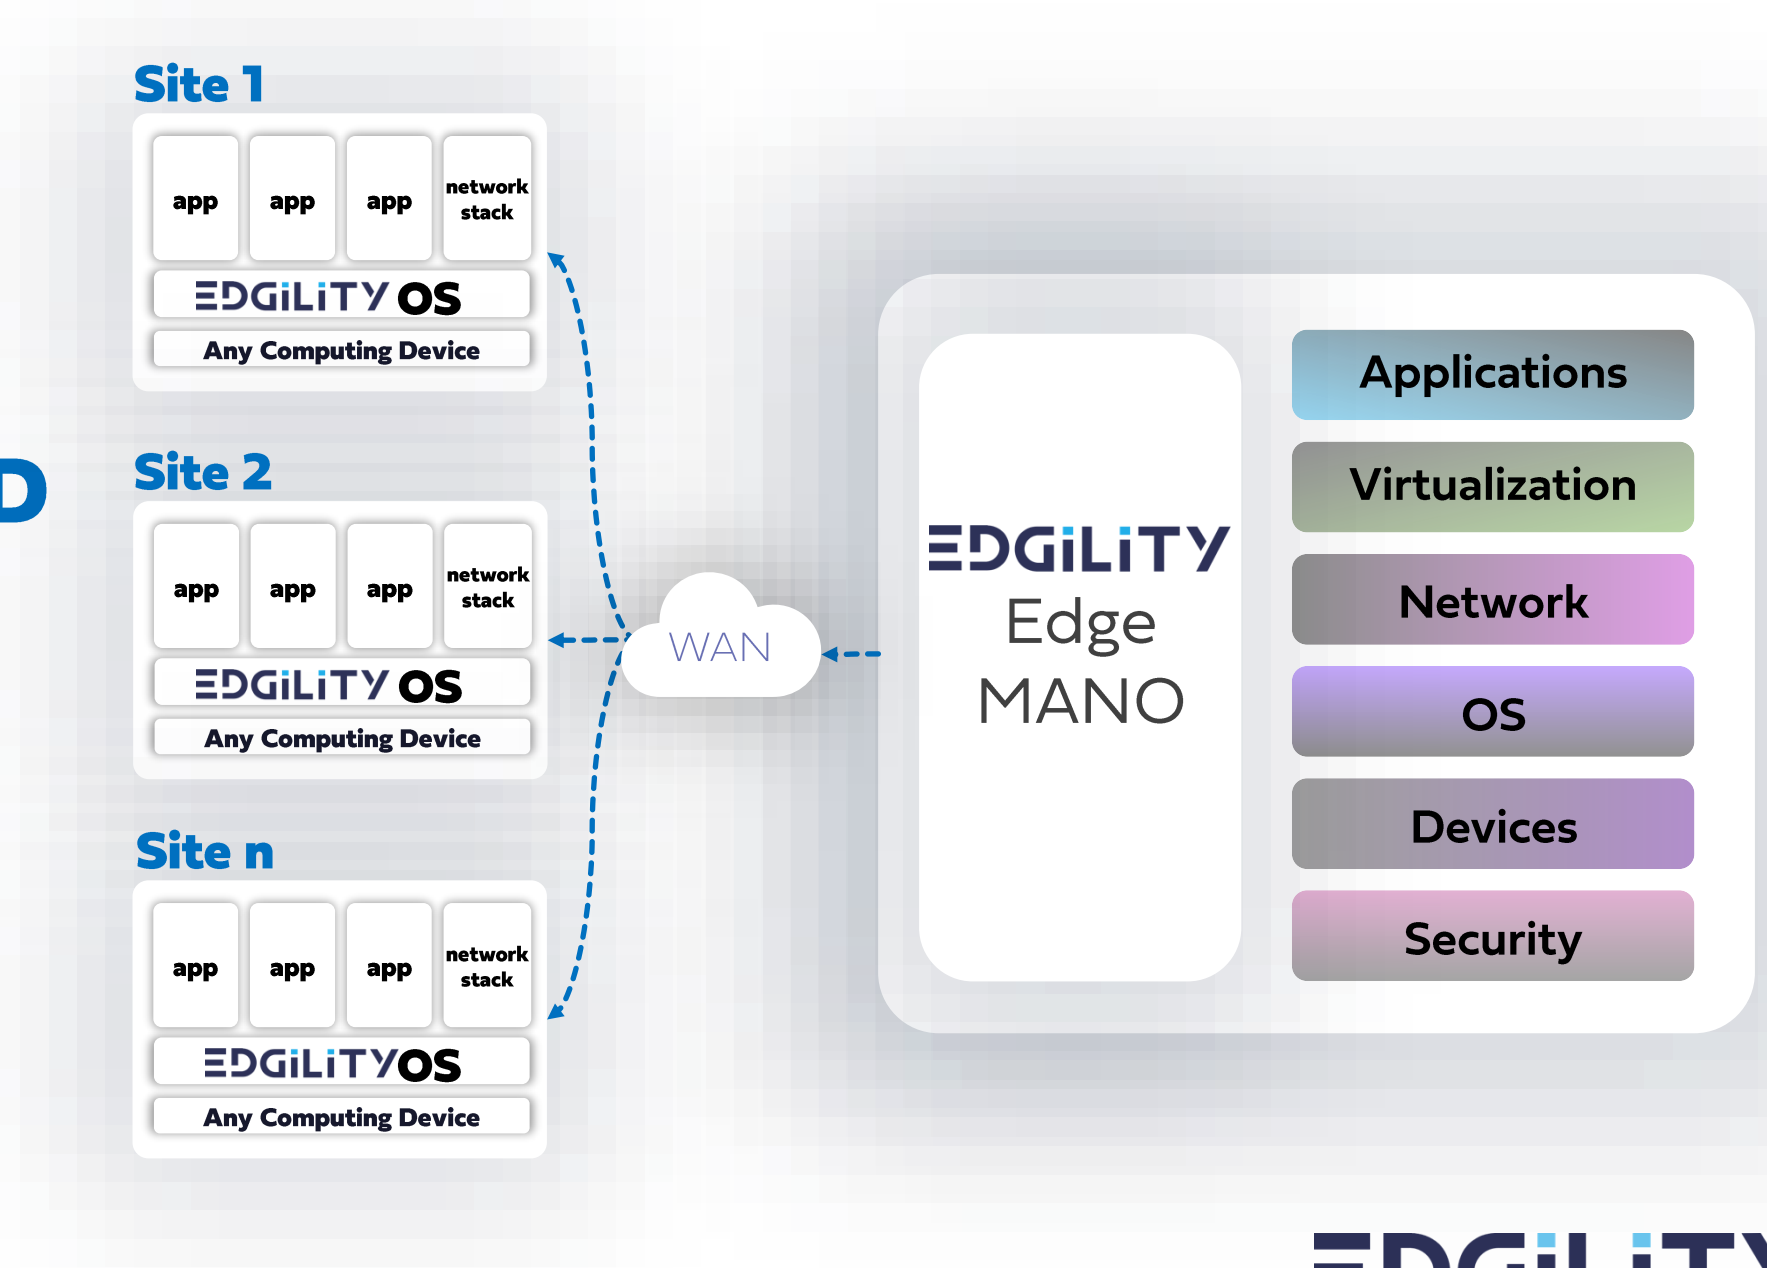 Site 1
app
app
app
network
stack
EDGiLiTY OS
Any Computing Device
D
Site 2
app
app
app
network
stack
EDGiLiTY OS
Any Computing Device
Site n
app
app
app
network
stack
EDGiLiTY OS
Any Computing Device
WAN
EDGiLiTY
Edge
MANO
Applications
Virtualization
Network
OS
Devices
Security
EDGiLiTY